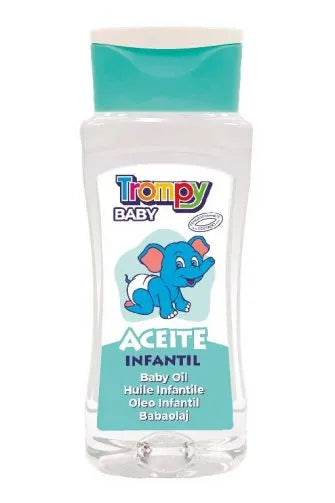 Trompy
BABY
ACEITE
INFANTIL
Baby Oil
Huile Infantile
Oleo Infantil
Babaolaj